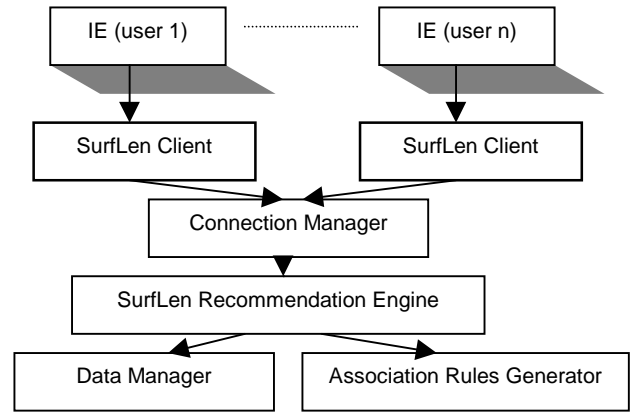 IE (user 1)
IE (user n)
SurfLen Client
SurfLen Client
Connection Manager
SurfLen Recommendation Engine
Data Manager
Association Rules Generator